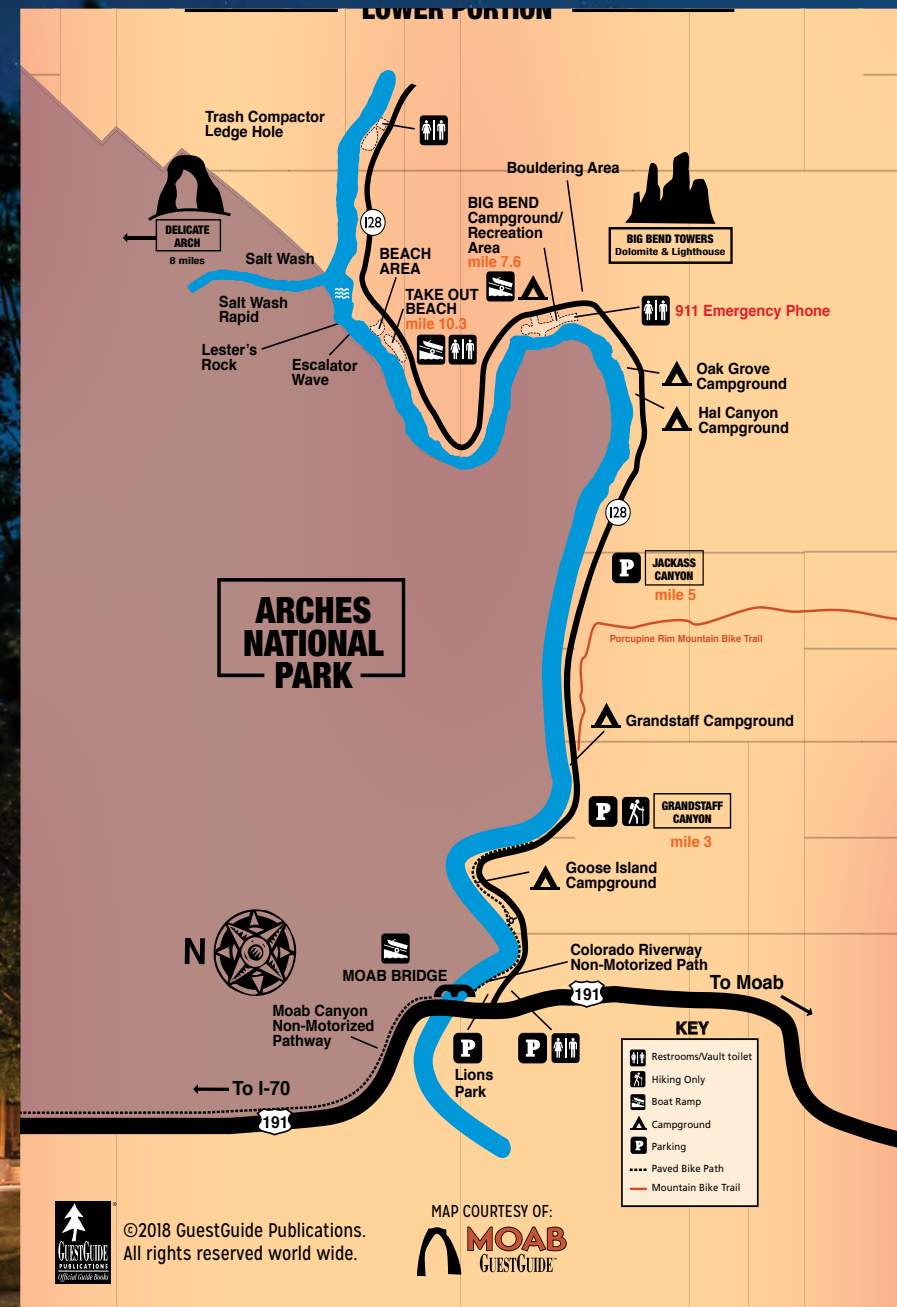 LOWER PORTION
Trash Compactor
Ledge Hole
Bouldering Area
128
DELICATE
ARCH
8 miles
BIG BEND
Campground/
Recreation
Area
mile 7.6
BIG BEND TOWERS
Dolomite & Lighthouse
Salt Wash
BEACH
AREA
Salt Wash
Rapid
TAKE OUT
BEACH
mile 10.3
911 Emergency Phone
Lester's
Rock
Escalator
Wave
Oak Grove
Campground
Hal Canyon
Campground
128
P
JACKASS
CANYON
mile 5
ARCHES
NATIONAL
PARK
Porcupine Rim Mountain Bike Trail
Grandstaff Campground
P
GRANDSTAFF
CANYON
mile 3
Goose Island
Campground
N
MOAB BRIDGE
Colorado Riverway
Non-Motorized Path
To Moab
191
Moab Canyon
Non-Motorized
Pathway
P
Lions
Park
P
To I-70
191
KEY
Restrooms/Vault toilet
Hiking Only
Boat Ramp
Campground
P Parking
Paved Bike Path
Mountain Bike Trail
GUESTGUIDE
PUBLICATIONS
Official Guide Books
®
©2018 GuestGuide Publications.
All rights reserved world wide.
MAP COURTESY OF:
MOAB
GUESTGUIDE™